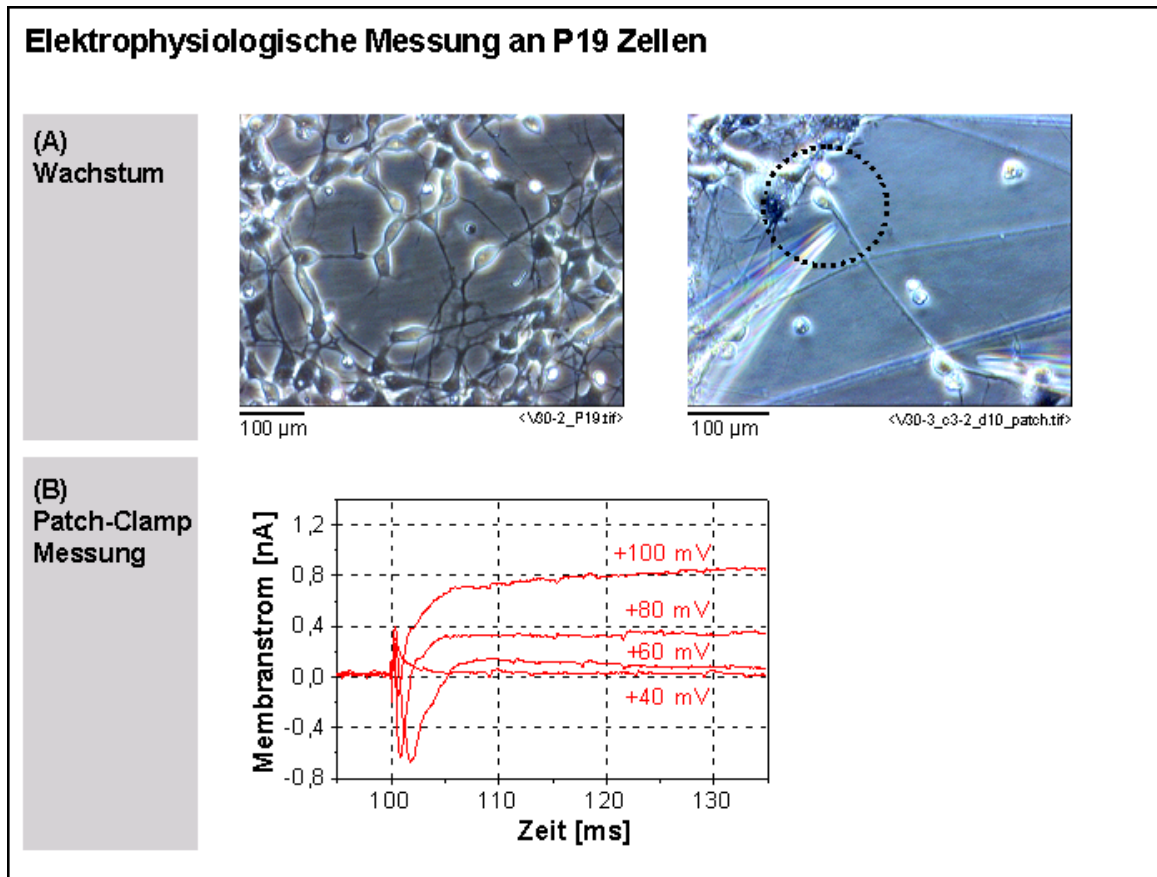 Elektrophysiologische Messung an P19 Zellen
(A)
Wachstum
100 µm
<\/30-2_P19.tif>
100 µm
<\/30-3_c3-2_d10_patch.tif>
(B)
Patch-Clamp
Messung
Membranstrom [nA]
1,2
0,8
0,4
0,0
-0,4
-0,8
+100 mV
+80 mV
+60 mV
+40 mV
100
110
120
130
Zeit [ms]